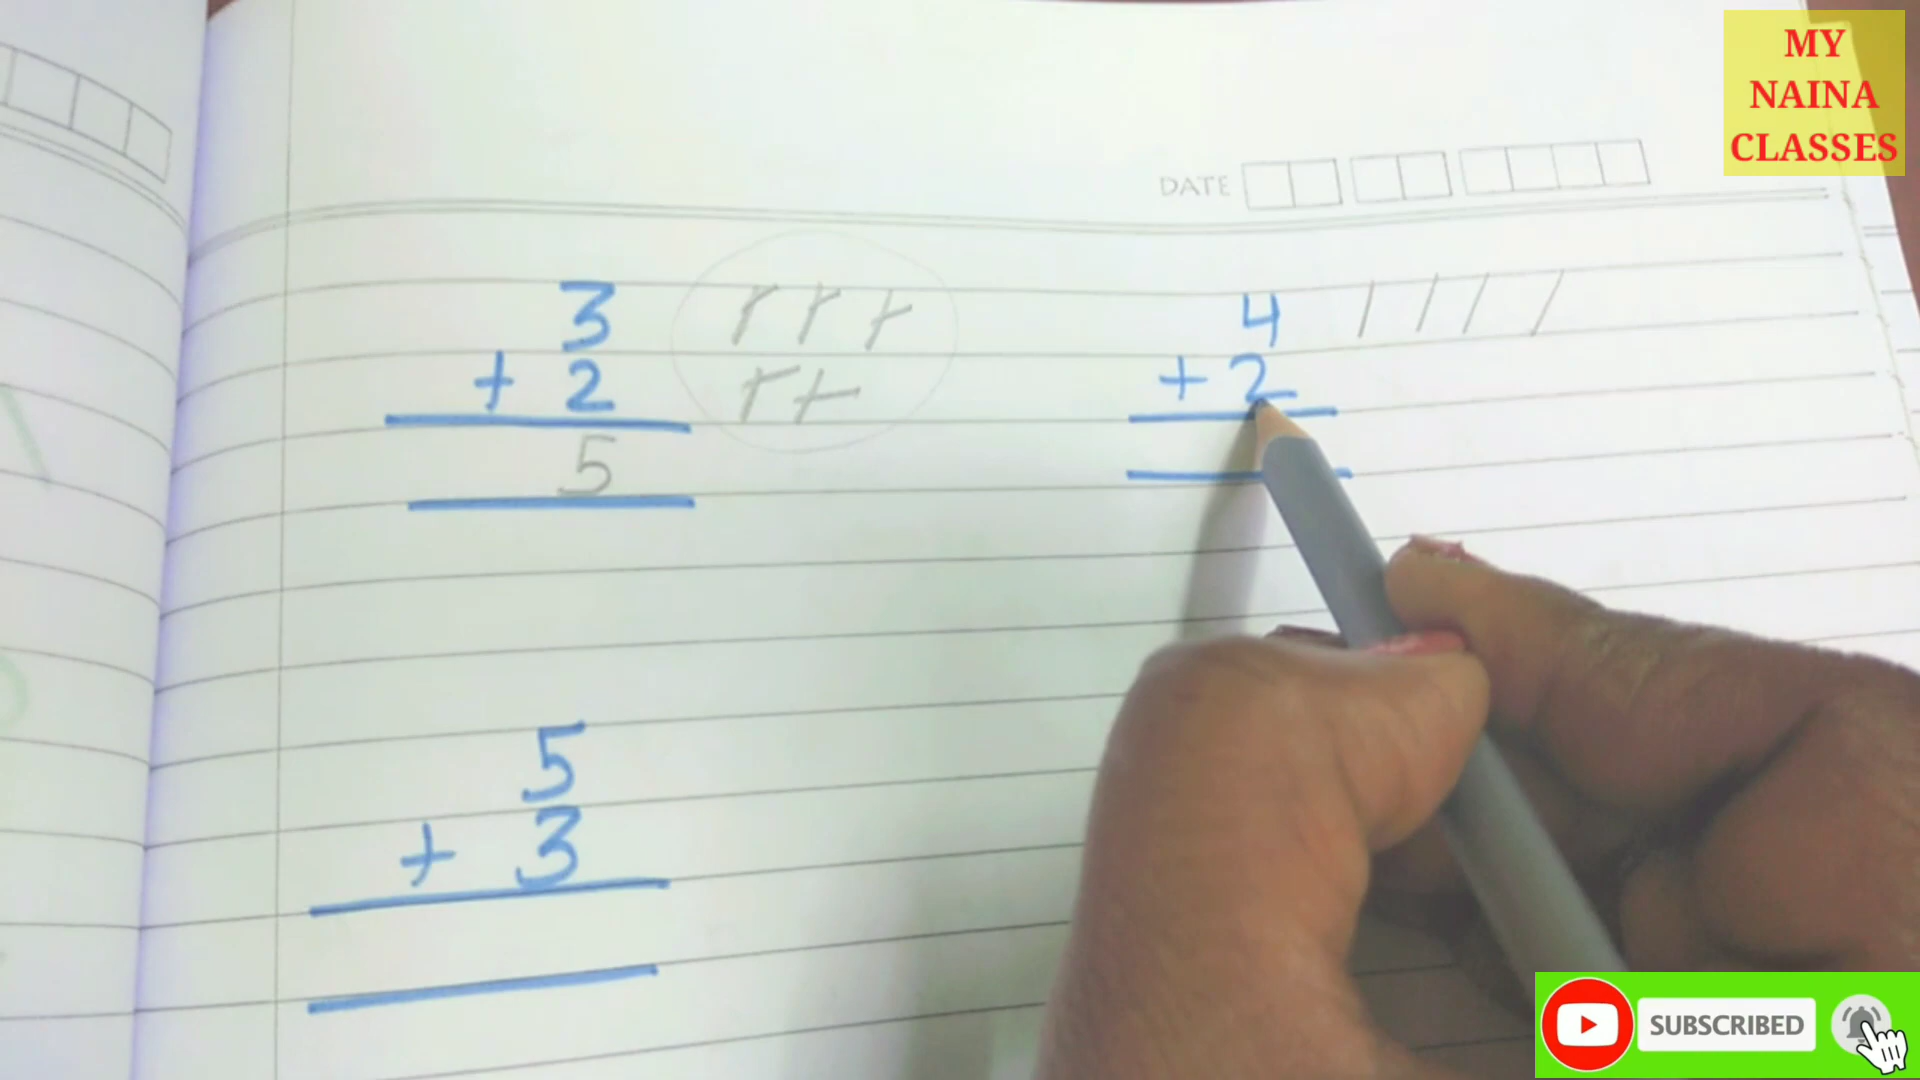 MY
NAINA
CLASSES
DATE
3
+ 2
5
4
+ 2
5
+ 3
SUBSCRIBED